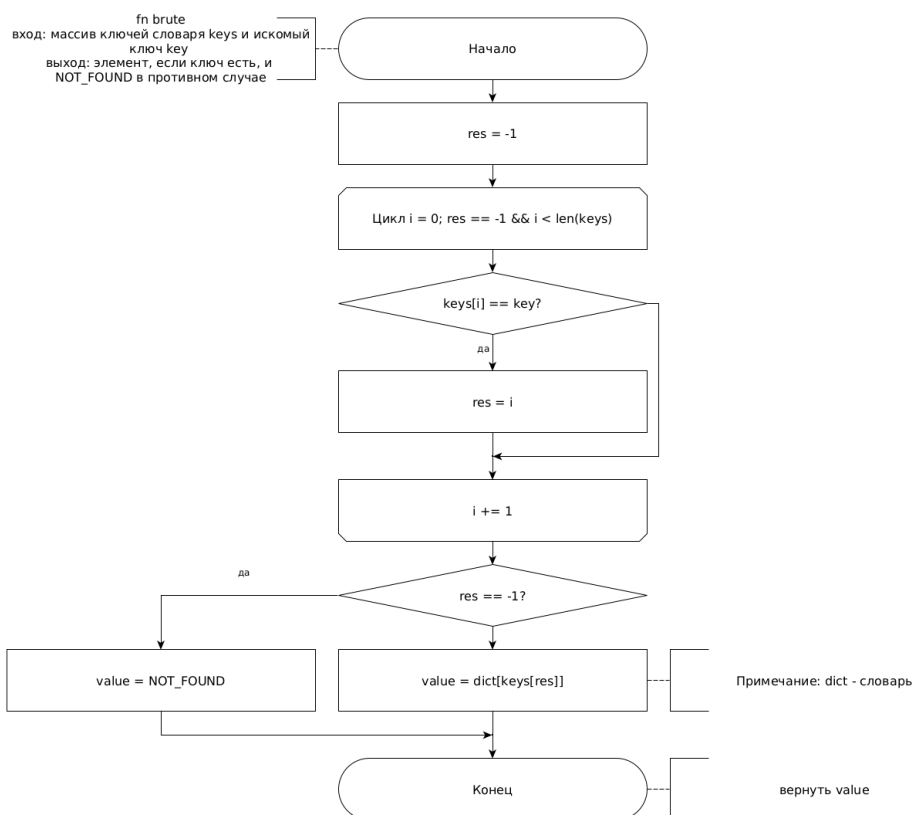 fn brute
вход: массив ключей словаря keys и искомый
ключ key
выход: элемент, если ключ есть, и
NOT_FOUND в противном случае
Начало
res = -1
Цикл i = 0; res == -1 && i < len(keys)
keys[i] == key?
да
res = i
i += 1
да
res == -1?
value = NOT_FOUND
value = dict[keys[res]]
Примечание: dict - словарь
Конец
вернуть value